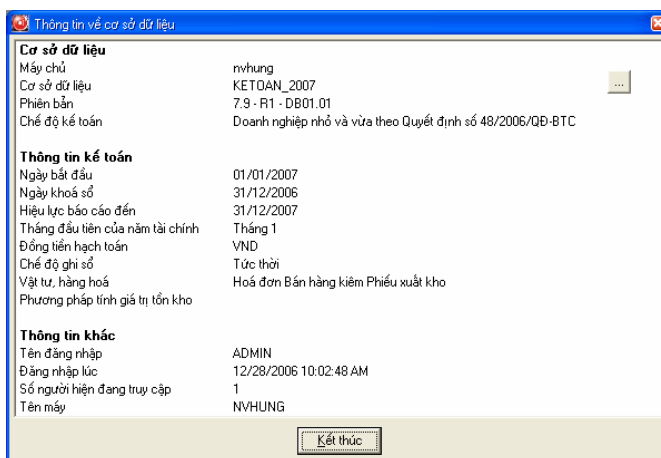 Thông tin về cơ sở dữ liệu
Cơ sở dữ liệu
Máy chủ nvhung
Cơ sở dữ liệu KETOAN_2007
...
Phiên bản 7.9 - R1 - DB01.01
Chế độ kế toán Doanh nghiệp nhỏ và vừa theo Quyết định số 48/2006/QĐ-BTC
Thông tin kế toán
Ngày bắt đầu 01/01/2007
Ngày khoá sổ 31/12/2006
Hiệu lực báo cáo đến 31/12/2007
Tháng đầu tiên của năm tài chính Tháng 1
Đồng tiền hạch toán VND
Chế độ ghi sổ Tức thời
Vật tư, hàng hoá Hoá đơn Bán hàng kiêm Phiếu xuất kho
Phương pháp tính giá trị tồn kho
Thông tin khác
Tên đăng nhập ADMIN
Đăng nhập lúc 12/28/2006 10:02:48 AM
Số người hiện đang truy cập 1
Tên máy NVHUNG
Kết thúc